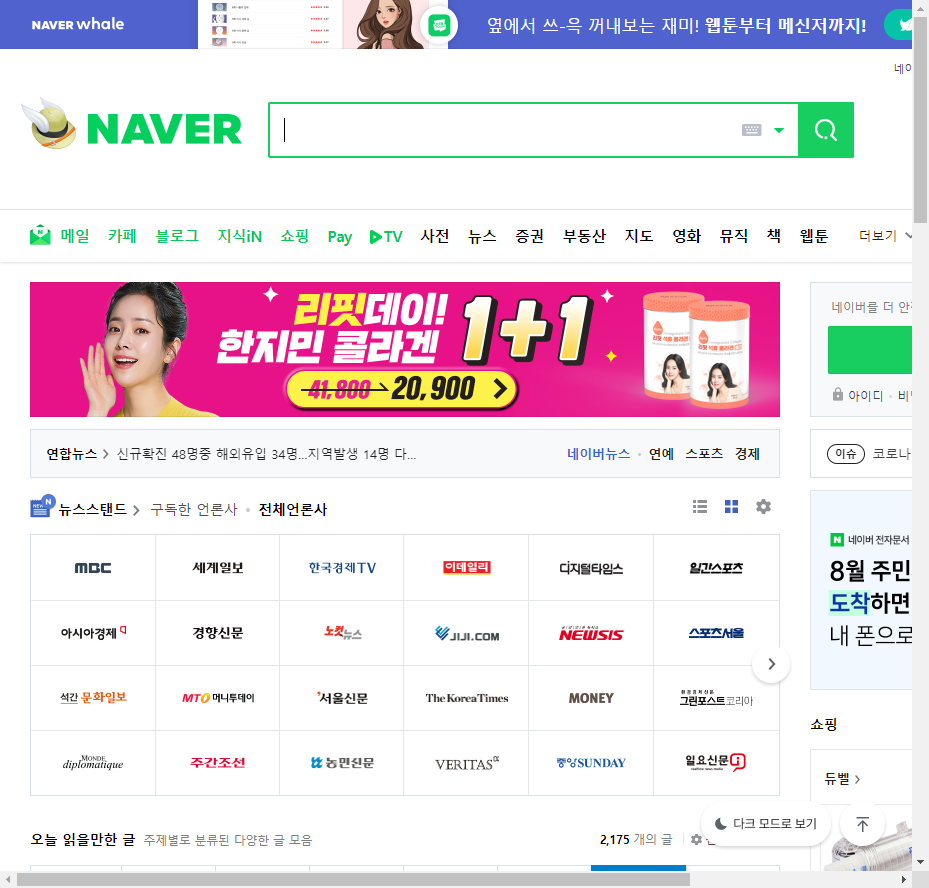 NAVER whale
옆에서 쓰-윽 꺼내보는 재미! 웹툰부터 메신저까지!
네이
NAVER
메일 카페 블로그 지식iN 쇼핑 Pay TV 사전 뉴스 증권 부동산 지도 영화 뮤직 책 웹툰 더보기
리핏데이!
한지민 콜라겐
1+1
41,800 20,900
네이버를 더 안전
아이디 · 비밀
연합뉴스 > 신규확진 48명중 해외유입 34명...지역발생 14명 다...
네이버뉴스 · 연예 스포츠 경제
이슈 코로나
뉴스스탠드 > 구독한 언론사 · 전체언론사
MBC 세계일보 한국경제TV 이데일리 디지털타임스 일간스포츠
아시아경제 경향신문 노컷뉴스 JIJI.COM NEWSIS 스포츠서울
석간 문화일보 MTO 머니투데이 서울신문 The Korea Times MONEY 그린포스트코리아
MONDE diplomatique 주간조선 농민신문 VERITAS α 중앙SUNDAY 일요신문
네이버 전자문서
8월 주민
도착하면
내 폰으로
쇼핑
듀벨 >
다크 모드로 보기
오늘 읽을만한 글 주제별로 분류된 다양한 글 모음
2,175 개의 글